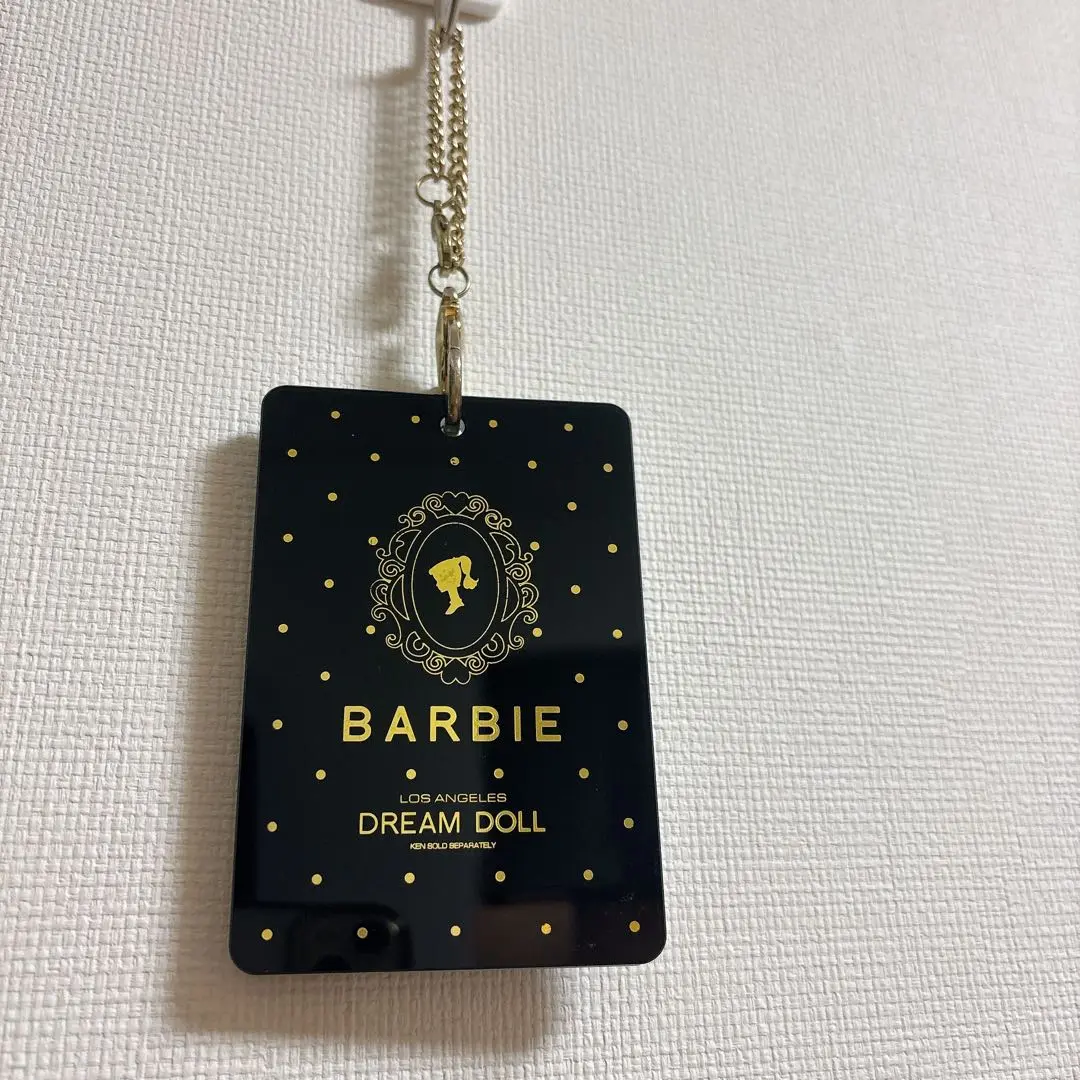 BARBIE
LOS ANGELES
DREAM DOLL
KEN SOLD SEPARATELY